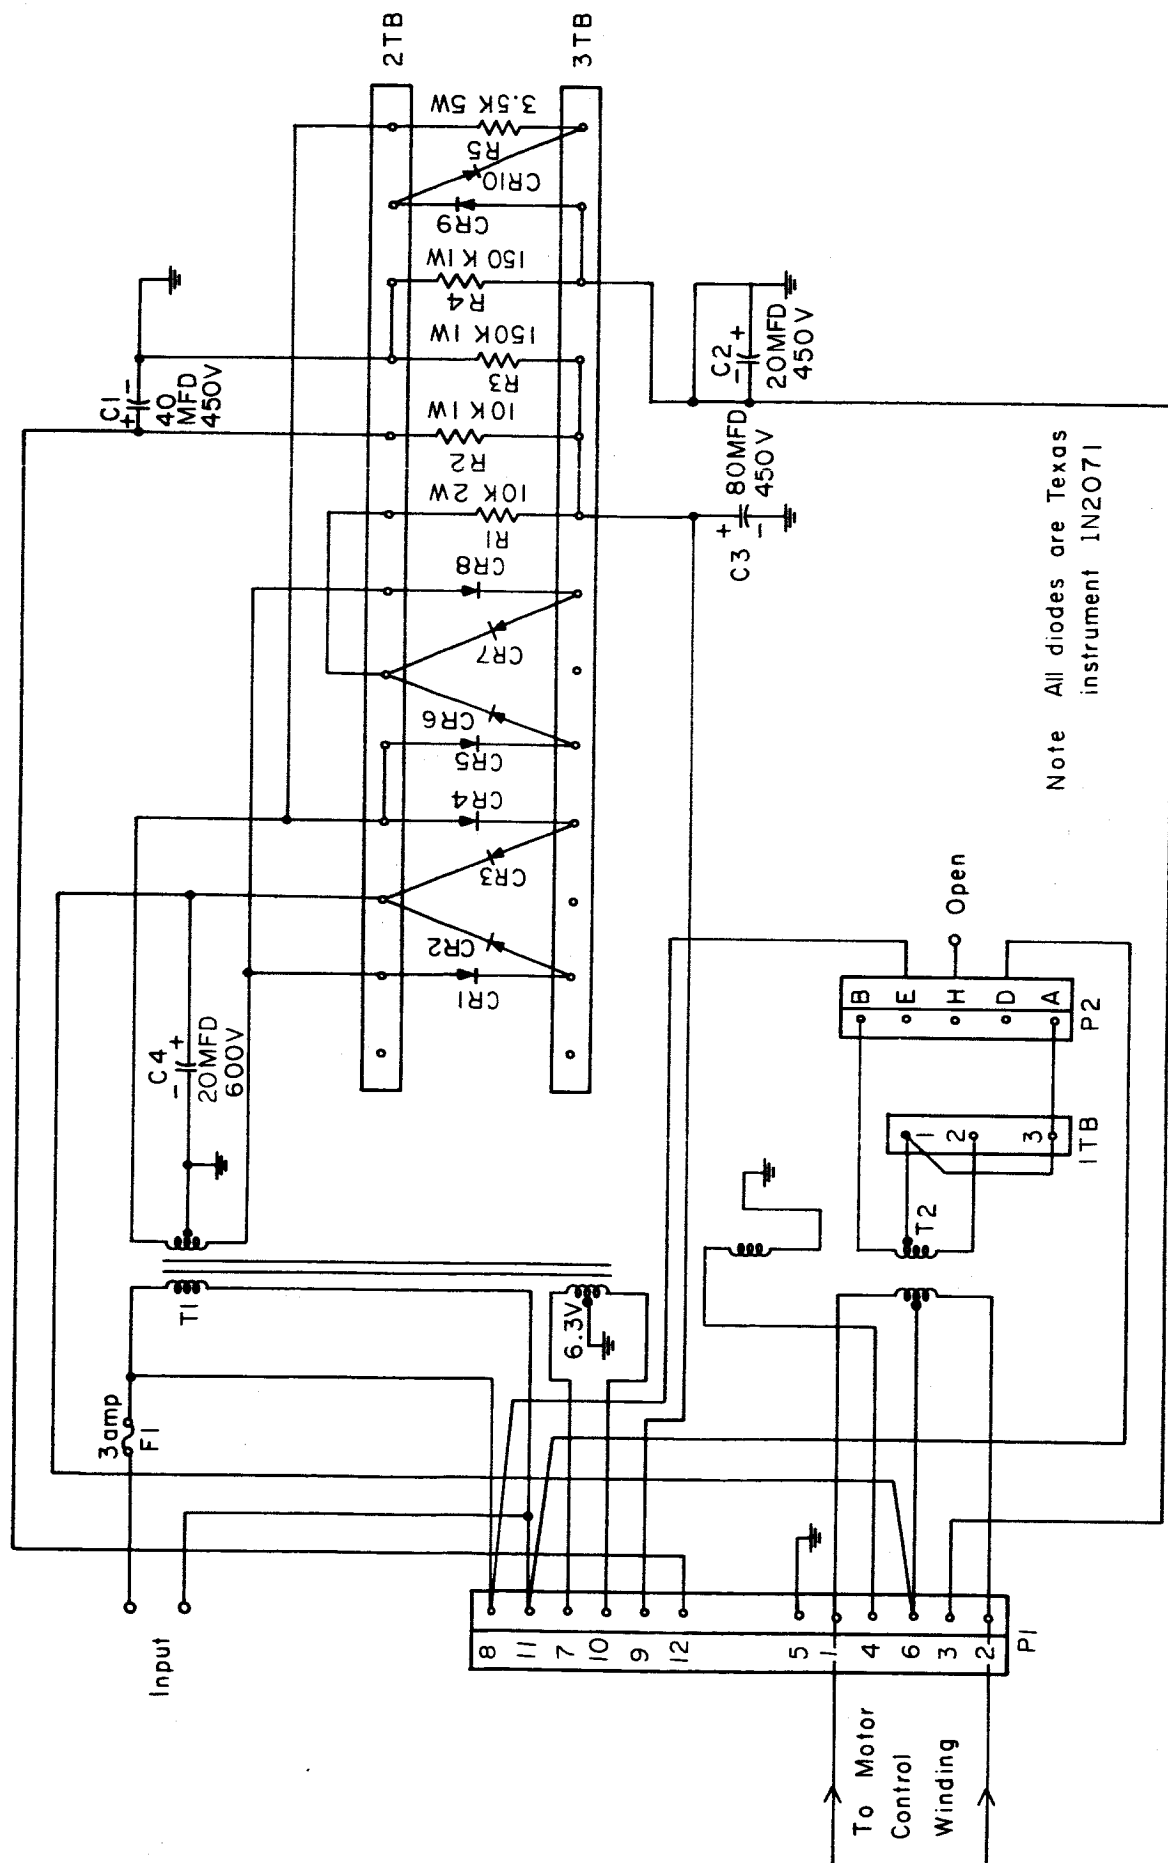 2TB
3TB
3.5K 5W
R5
CR10
CR9
150 K 1W
R4
150K 1W
R3
10K 1W
R2
10K 2W
R1
CR8
CR7
CR6
CR5
CR4
CR3
CR2
CR1
C1
+ -
40
MFD
450V
C2
- +
20MFD
450V
C3
+
-
80MFD
450V
C4
- +
20MFD
600V
T1
6.3V
3amp
F1
Input
T2
1
2
3
1TB
B
E
H
D
A
P2
Open
8
11
7
10
9
12
5
1
4
6
3
2
P1
To Motor
Control
Winding
Note All diodes are Texas
instrument 1N2071